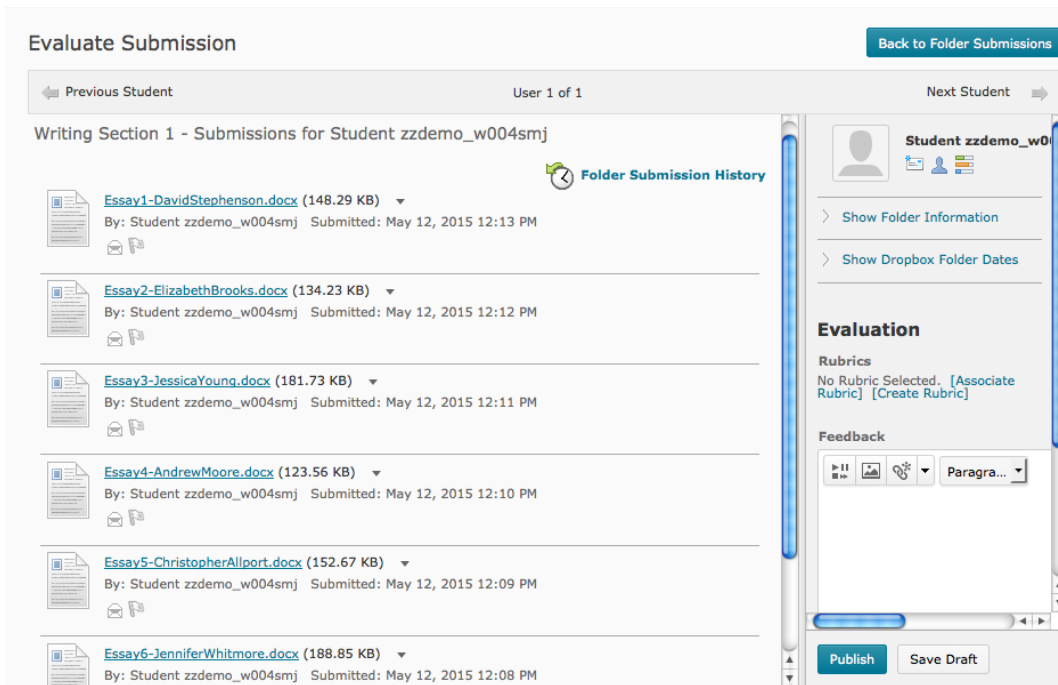 Evaluate Submission
Back to Folder Submissions
Previous Student
User 1 of 1
Next Student
Writing Section 1 - Submissions for Student zzdemo_w004smj
Folder Submission History
Essay1-DavidStephenson.docx (148.29 KB)
By: Student zzdemo_w004smj Submitted: May 12, 2015 12:13 PM
Essay2-ElizabethBrooks.docx (134.23 KB)
By: Student zzdemo_w004smj Submitted: May 12, 2015 12:12 PM
Essay3-JessicaYoung.docx (181.73 KB)
By: Student zzdemo_w004smj Submitted: May 12, 2015 12:11 PM
Essay4-AndrewMoore.docx (123.56 KB)
By: Student zzdemo_w004smj Submitted: May 12, 2015 12:10 PM
Essay5-ChristopherAllport.docx (152.67 KB)
By: Student zzdemo_w004smj Submitted: May 12, 2015 12:09 PM
Essay6-JenniferWhitmore.docx (188.85 KB)
By: Student zzdemo_w004smj Submitted: May 12, 2015 12:08 PM
Student zzdemo_w00
Show Folder Information
Show Dropbox Folder Dates
Evaluation
Rubrics
No Rubric Selected. [Associate
Rubric] [Create Rubric]
Feedback
Paragra...
Publish
Save Draft